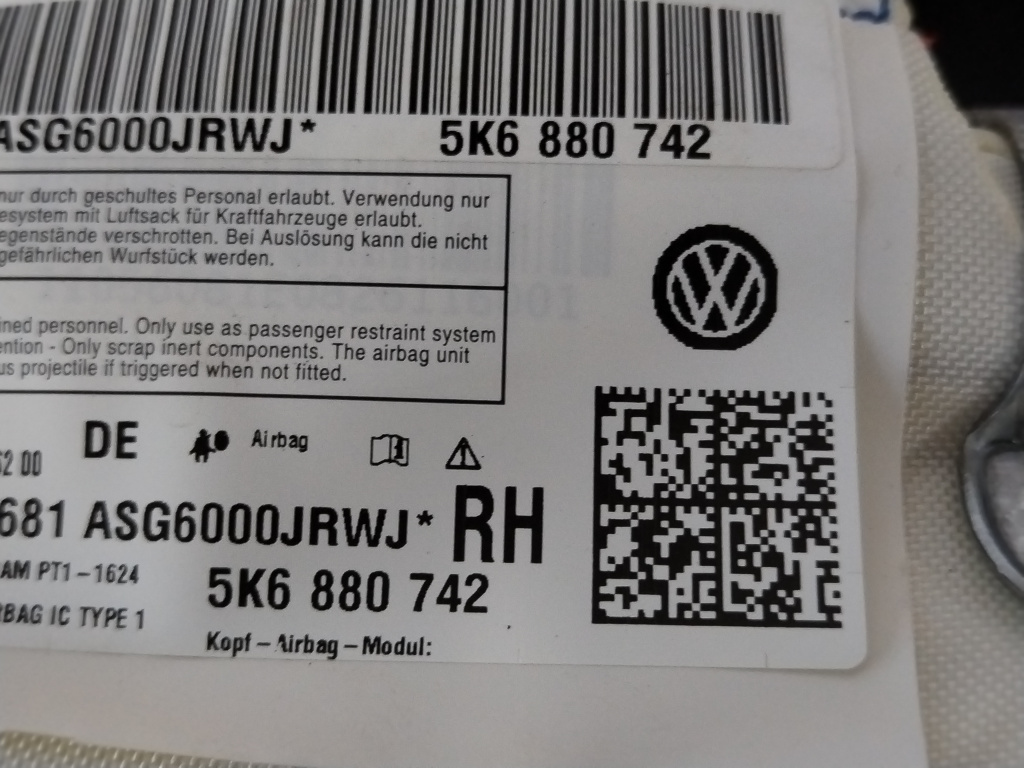 ASG6000JRWJ* 5K6 880 742
nur durch geschultes Personal erlaubt. Verwendung nur
esystem mit Luftsack für Kraftfahrzeuge erlaubt.
egenstände verschrotten. Bei Auslösung kann die nicht
gefährlichen Wurfstück werden.
ined personnel. Only use as passenger restraint system
ention - Only scrap inert components. The airbag unit
us projectile if triggered when not fitted.
62 00 DE Airbag
681 ASG6000JRWJ* RH
AM PT1-1624 5K6 880 742
RBAG IC TYPE 1
Kopf-Airbag-Modul: